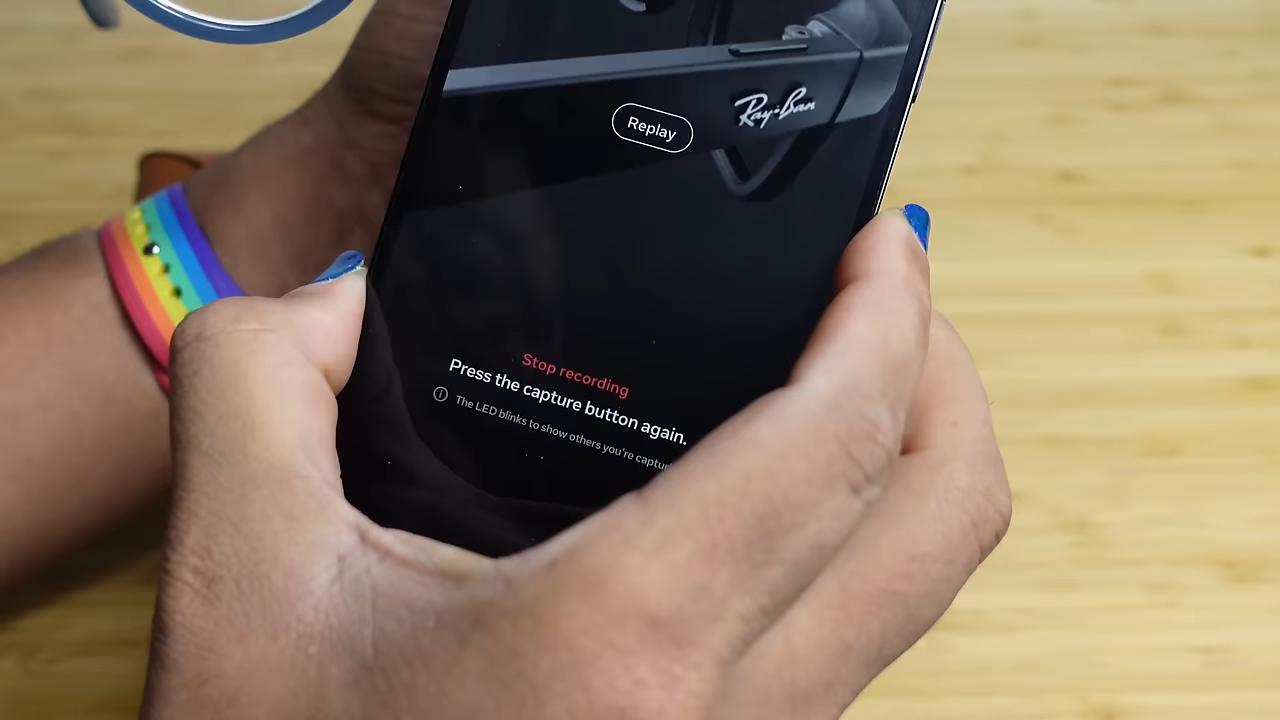 Ray-Ban
Replay
Stop recording
Press the capture button again.
The LED blinks to show others you're